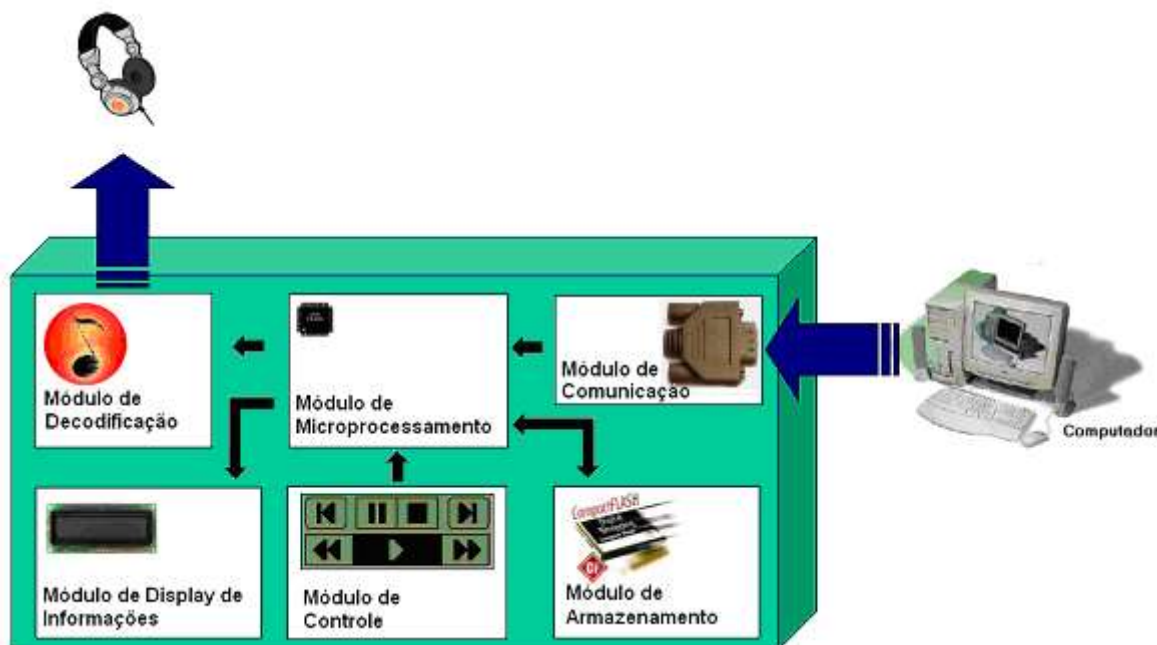 Módulo de
Decodificação
Módulo de
Microprocessamento
Módulo de
Comunicação
Computador
Módulo de Display de
Informações
Módulo de
Controle
CompactFLASH
Módulo de
Armazenamento